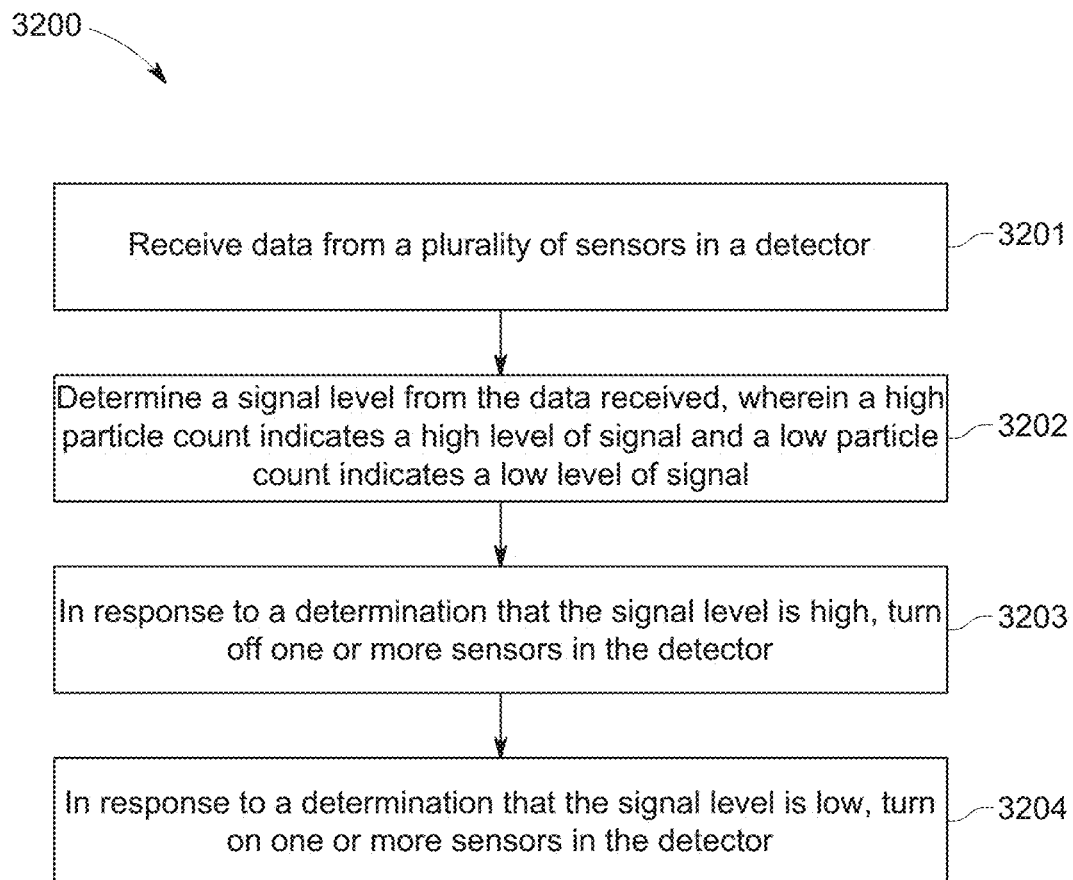 3200
Receive data from a plurality of sensors in a detector
3201
Determine a signal level from the data received, wherein a high
particle count indicates a high level of signal and a low particle
count indicates a low level of signal
3202
In response to a determination that the signal level is high, turn
off one or more sensors in the detector
3203
In response to a determination that the signal level is low, turn
on one or more sensors in the detector
3204